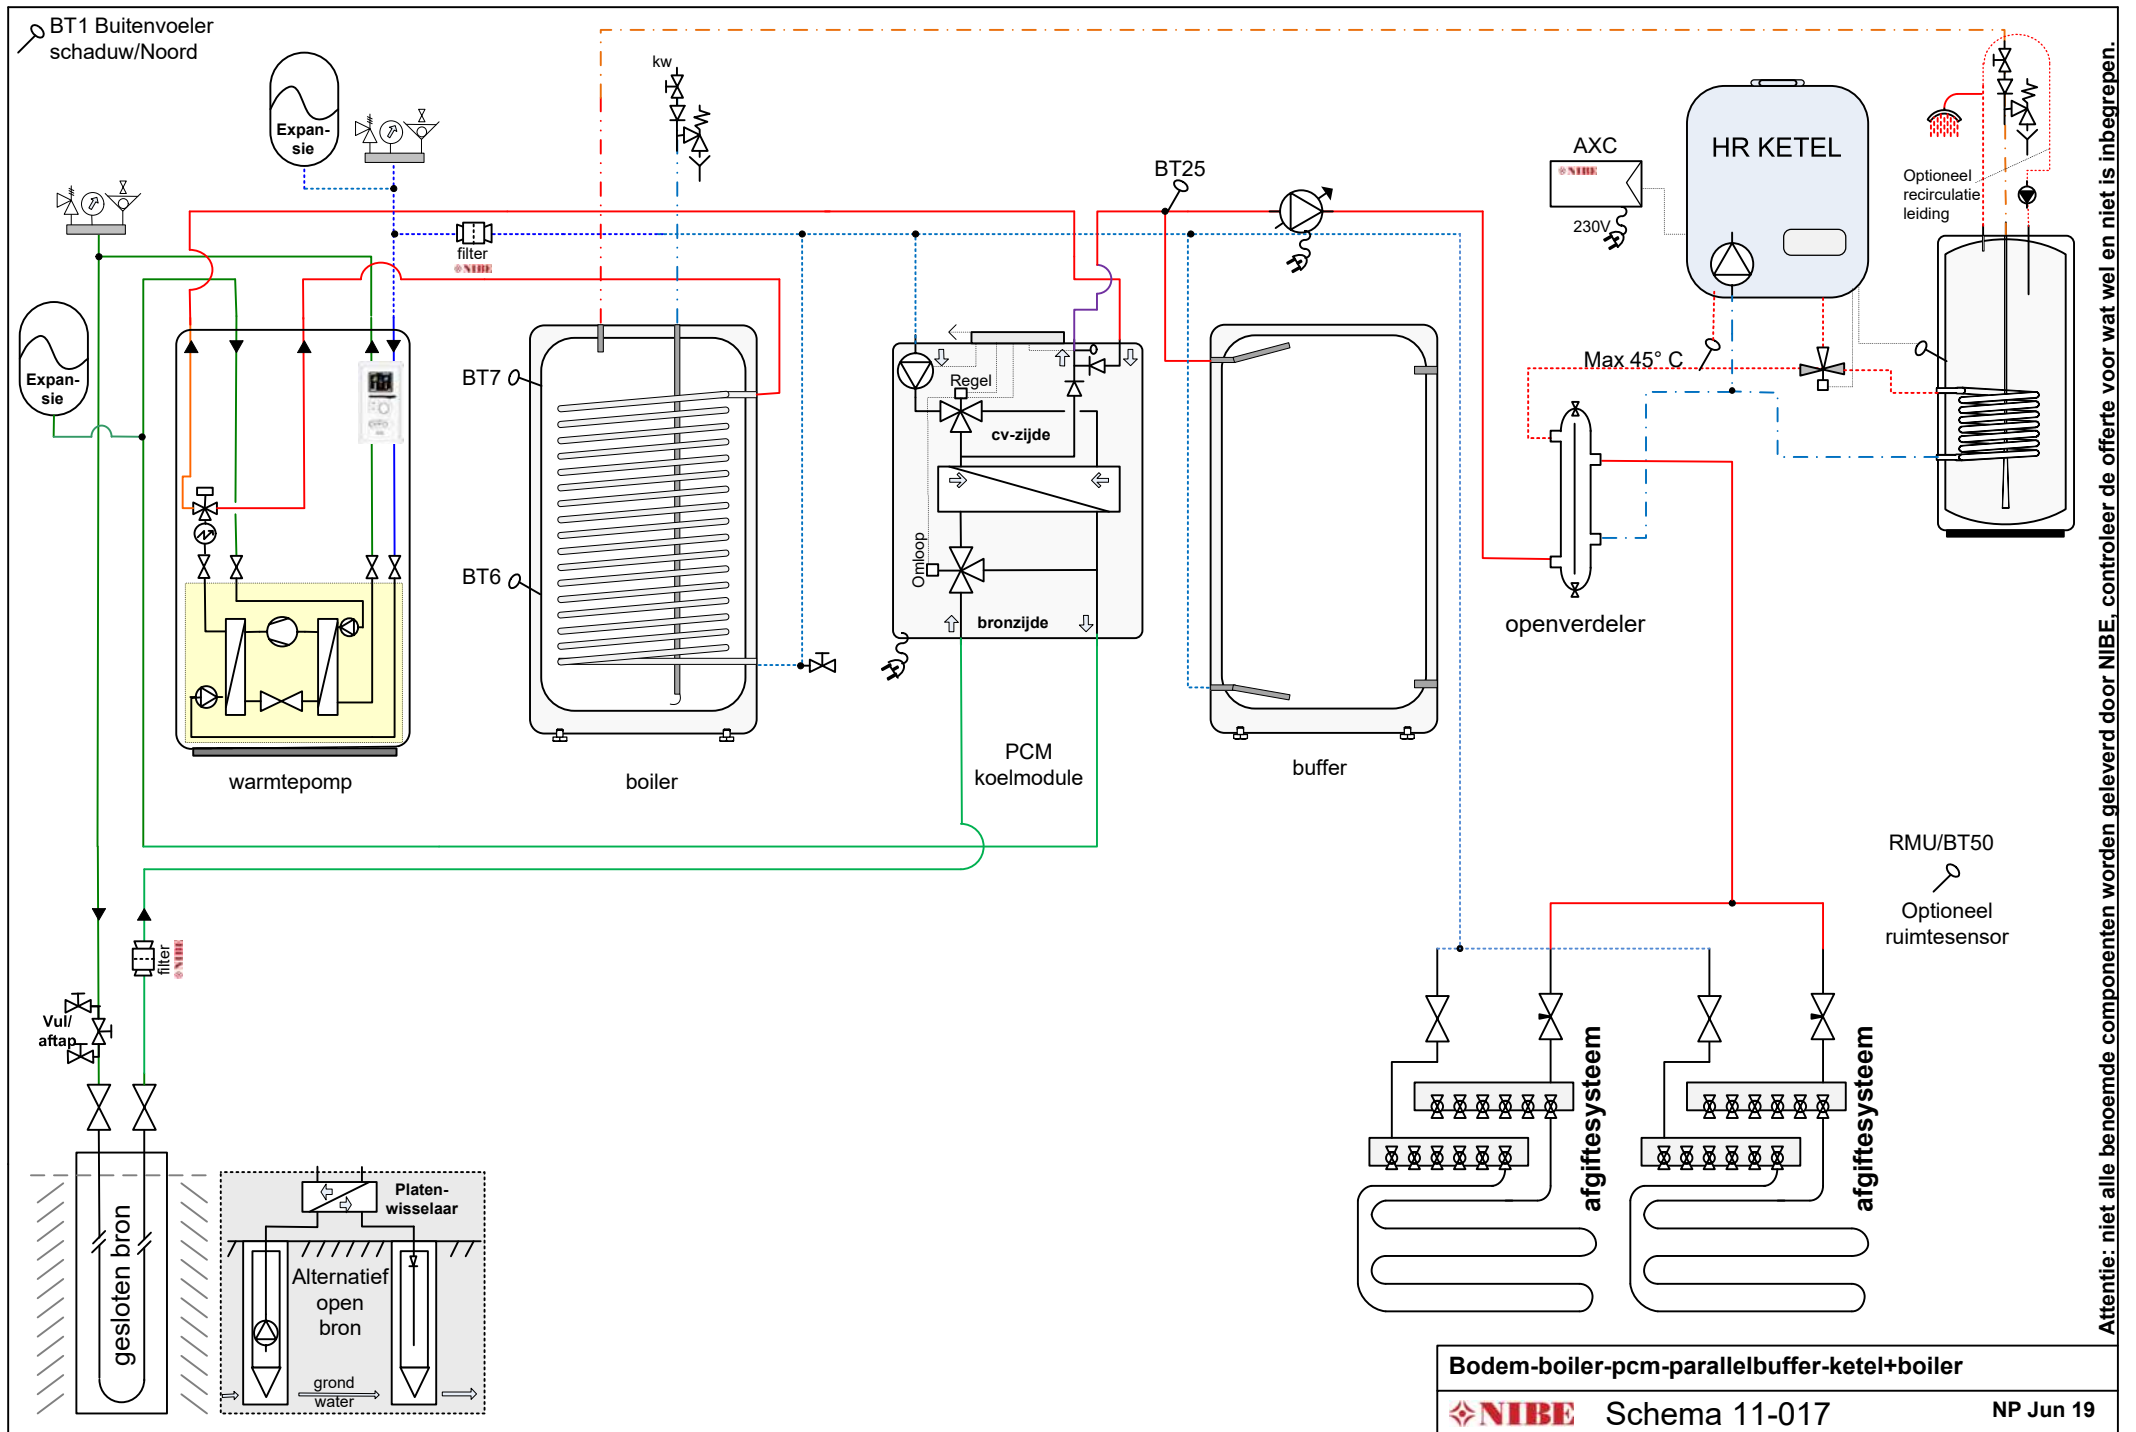 BT1 Buitenvoeler
schaduw/Noord
Expan-
sie
kw
BT25
AXC
NIBE
230V
HR KETEL
Optioneel
recirculatie
leiding
filter
NIBE
Expan-
sie
BT7
BT6
Regel
cv-zijde
Omloop
bronzijde
Max 45° C
openverdeler
warmtepomp
boiler
PCM
koelmodule
buffer
RMU/BT50
Optioneel
ruimtesensor
filter
NIBE
Vul/
aftap
gesloten bron
Platen-
wisselaar
Alternatief
open
bron
grond
water
afgiftesysteem
afgiftesysteem
Attentie: niet alle benoemde componenten worden geleverd door NIBE, controleer de offerte voor wat wel en niet is inbegrepen.
Bodem-boiler-pcm-parallelbuffer-ketel+boiler
NIBE Schema 11-017 NP Jun 19